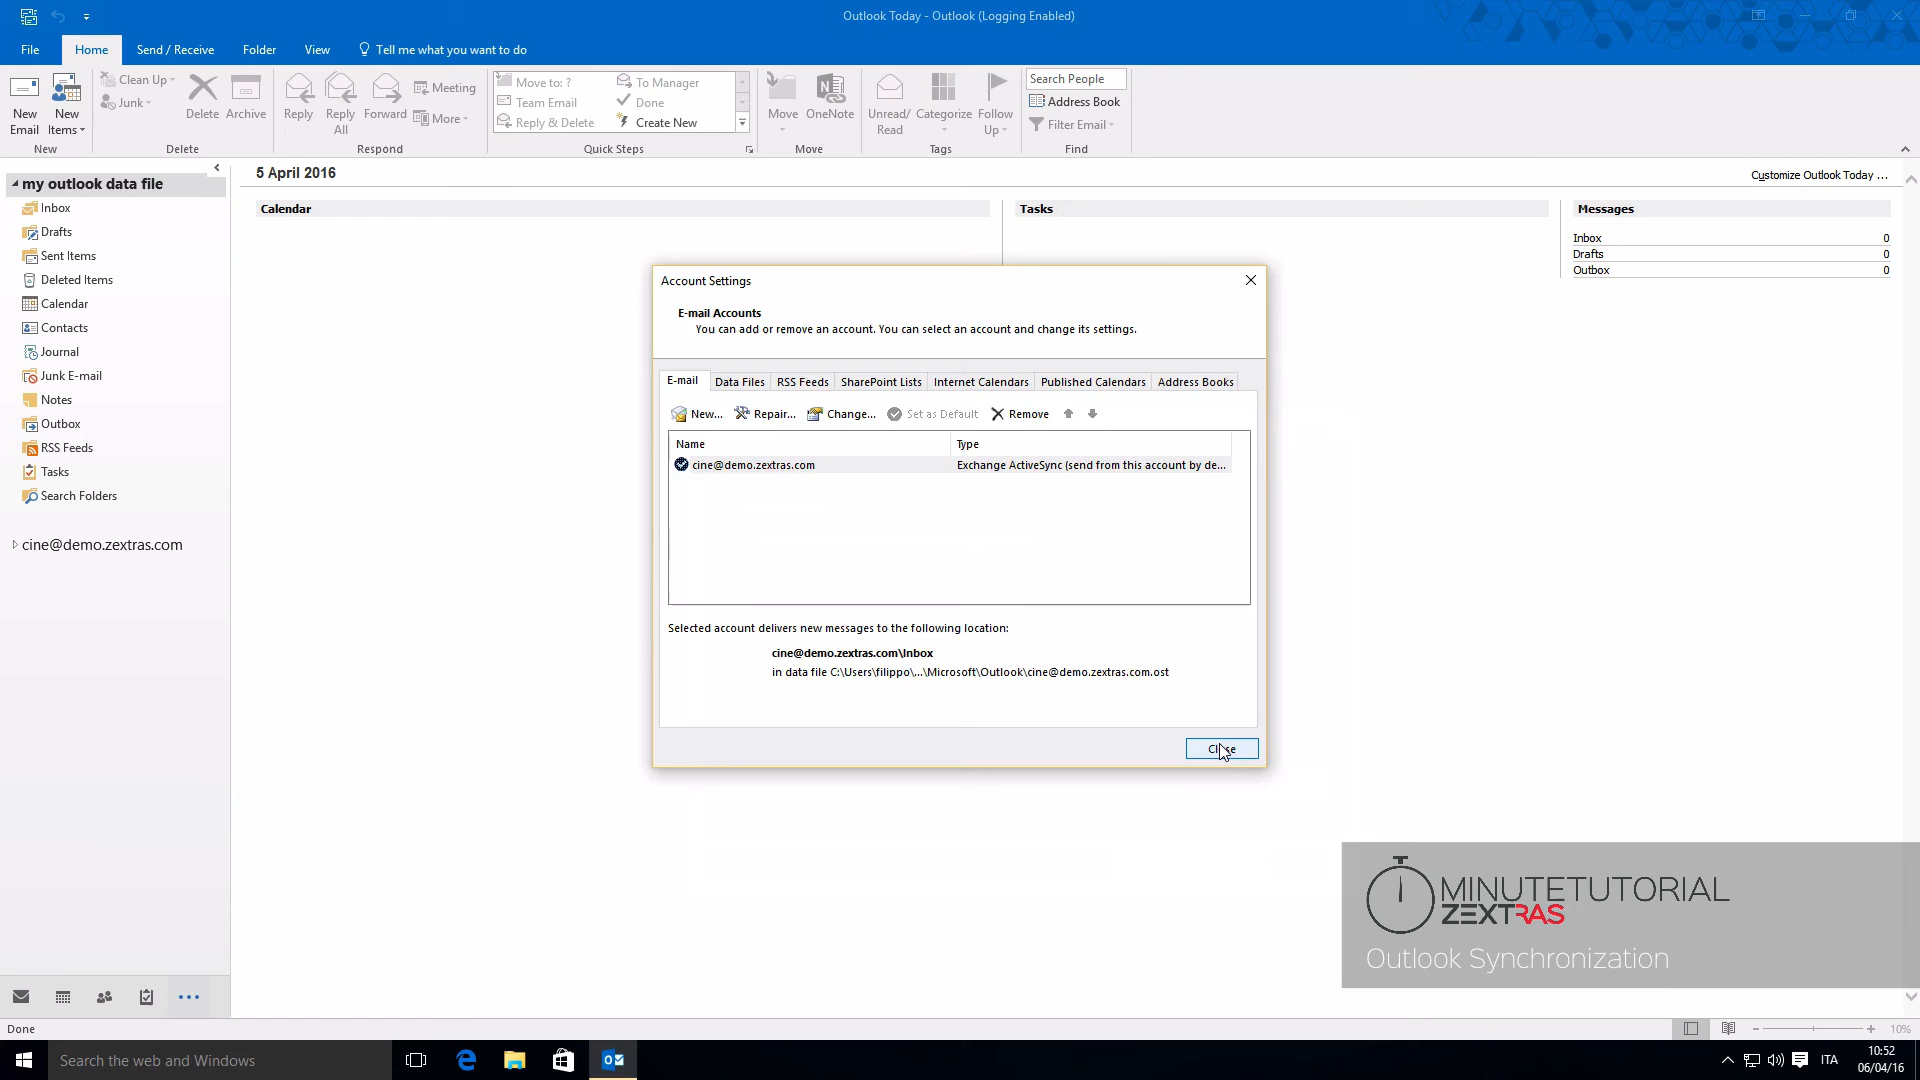 Outlook Today - Outlook (Logging Enabled)
File Home Send / Receive Folder View Tell me what you want to do
New Email
New Items
New
Clean Up
Junk
Delete
Archive
Delete
Reply
Reply All
Forward
Meeting
More
Respond
Move to: ?
Team Email
Reply & Delete
To Manager
Done
Create New
Quick Steps
Move
OneNote
Move
Unread/ Read
Categorize
Follow Up
Tags
Search People
Address Book
Filter Email
Find
my outlook data file
Inbox
Drafts
Sent Items
Deleted Items
Calendar
Contacts
Journal
Junk E-mail
Notes
Outbox
RSS Feeds
Tasks
Search Folders
cine@demo.zextras.com
5 April 2016
Customize Outlook Today ...
Calendar
Tasks
Messages
Inbox 0
Drafts 0
Outbox 0
Account Settings
E-mail Accounts
You can add or remove an account. You can select an account and change its settings.
E-mail Data Files RSS Feeds SharePoint Lists Internet Calendars Published Calendars Address Books
New... Repair... Change... Set as Default Remove
Name Type
cine@demo.zextras.com Exchange ActiveSync (send from this account by de...
Selected account delivers new messages to the following location:
cine@demo.zextras.com\Inbox
in data file C:\Users\filippo\...\Microsoft\Outlook\cine@demo.zextras.com.ost
Close
MINUTETUTORIAL
ZEXTRAS
Outlook Synchronization
Done
10%
Search the web and Windows
ITA
10:52
06/04/16